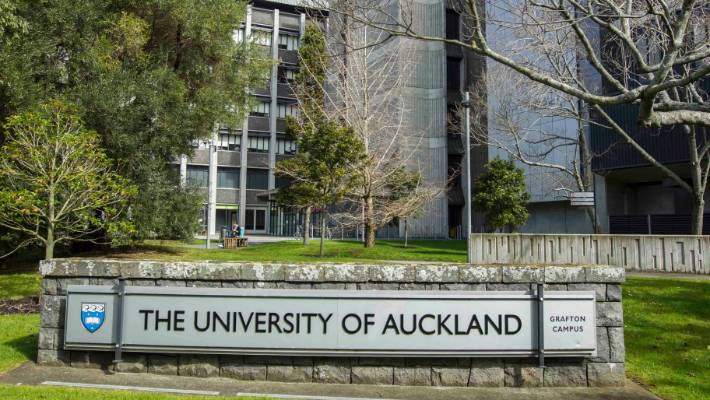 THE UNIVERSITY OF AUCKLAND
GRAFTON
CAMPUS